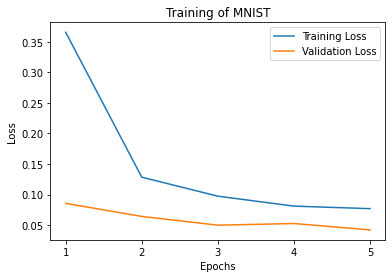 Training of MNIST
Training Loss
Validation Loss
Loss
0.35
0.30
0.25
0.20
0.15
0.10
0.05
1
2
3
4
5
Epochs